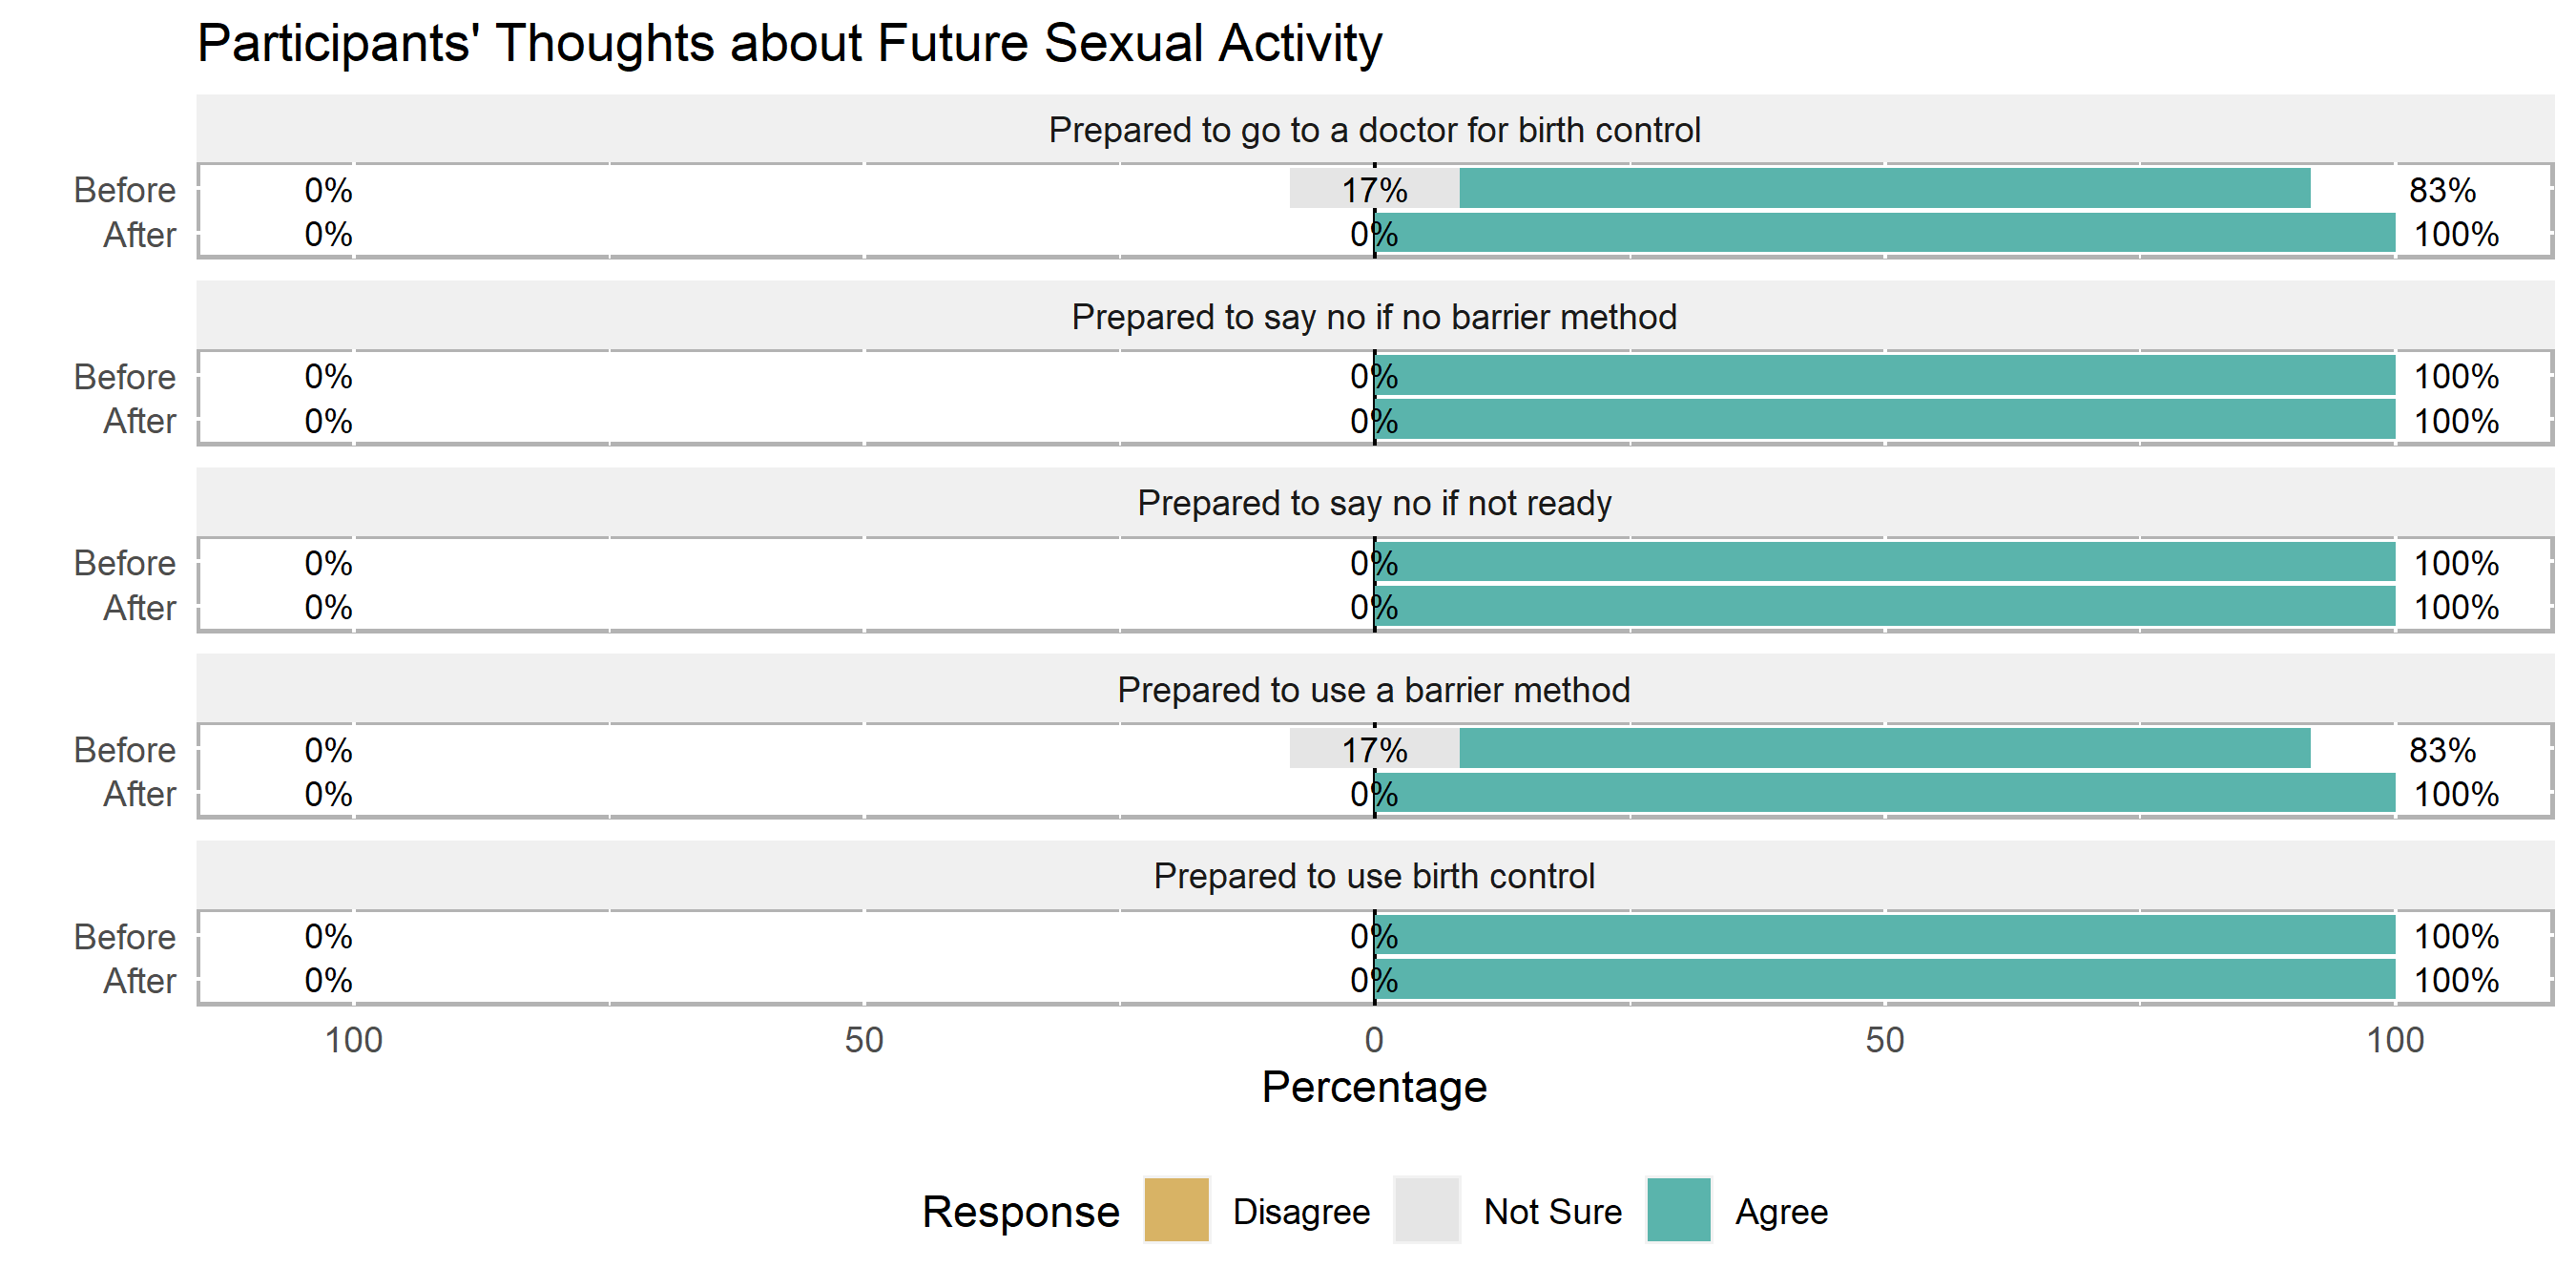 Participants' Thoughts about Future Sexual Activity
Prepared to go to a doctor for birth control
Before 0% 17% 83%
After 0% 0% 100%
Prepared to say no if no barrier method
Before 0% 0% 100%
After 0% 0% 100%
Prepared to say no if not ready
Before 0% 0% 100%
After 0% 0% 100%
Prepared to use a barrier method
Before 0% 17% 83%
After 0% 0% 100%
Prepared to use birth control
Before 0% 0% 100%
After 0% 0% 100%
100 50 0 50 100
Percentage
Response Disagree Not Sure Agree